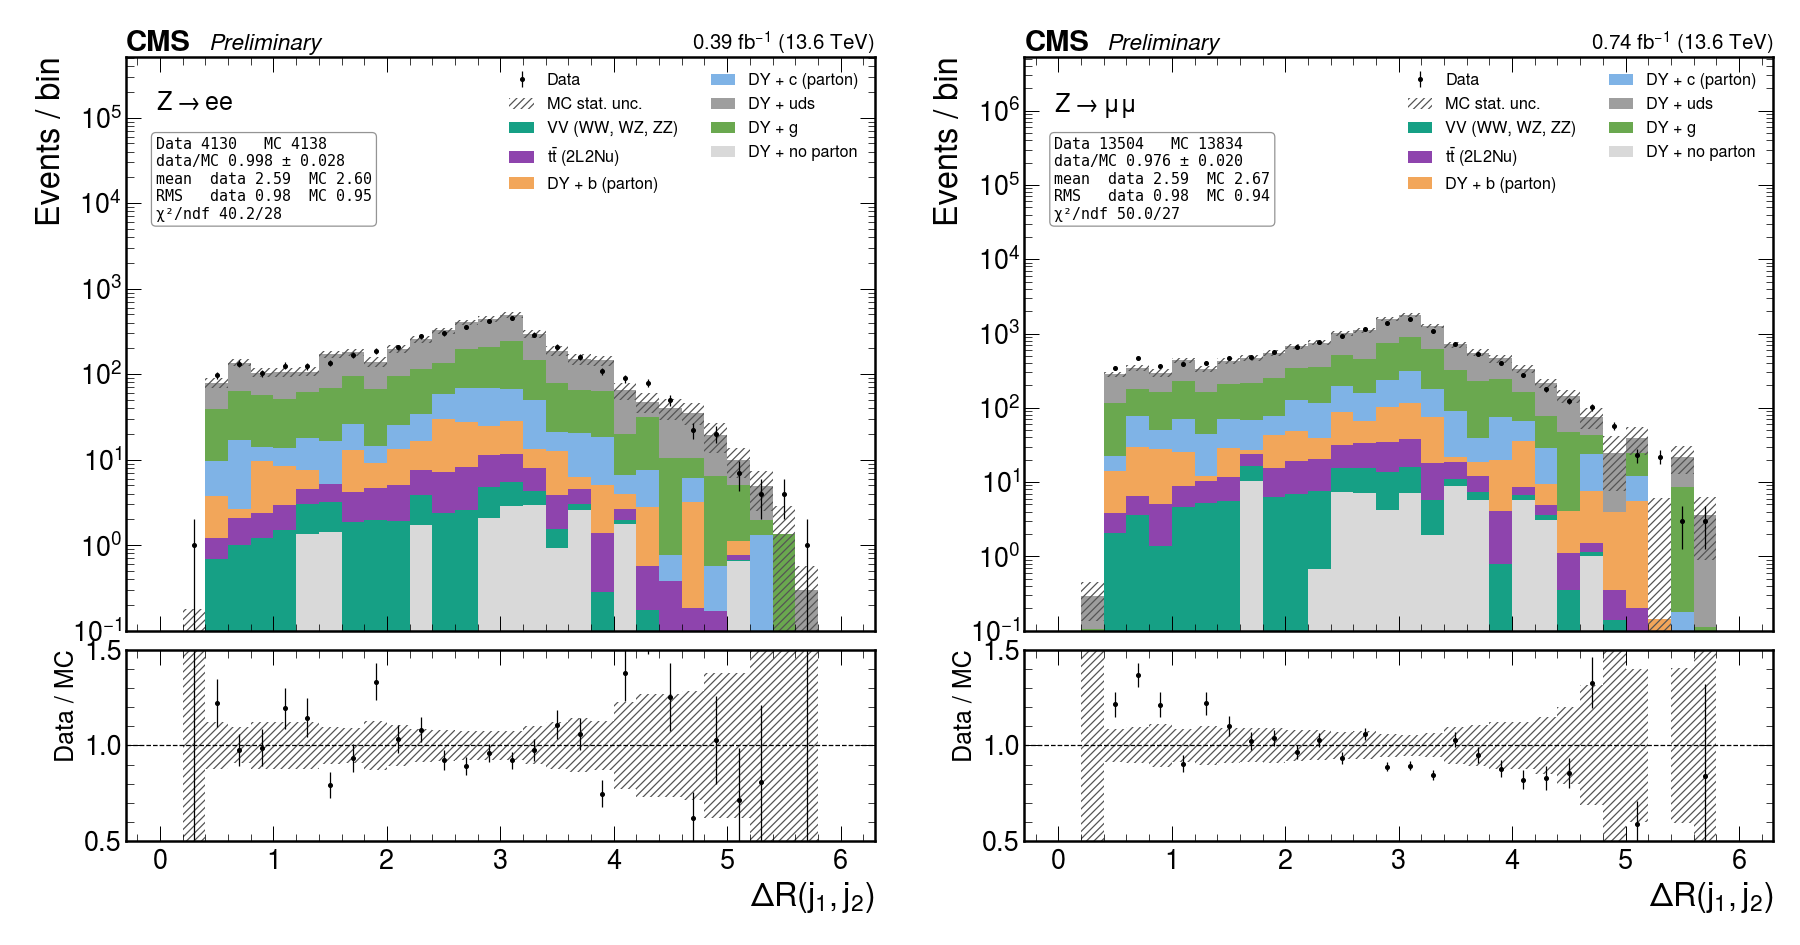 CMS Preliminary 0.39 fb⁻¹ (13.6 TeV)
Events / bin
Z → ee
Data 4130 MC 4138
data/MC 0.998 ± 0.028
mean data 2.59 MC 2.60
RMS data 0.98 MC 0.95
χ²/ndf 40.2/28
Data
MC stat. unc.
VV (WW, WZ, ZZ)
tt̄ (2L2Nu)
DY + b (parton)
DY + c (parton)
DY + uds
DY + g
DY + no parton
10⁵
10⁴
10³
10²
10¹
10⁰
10⁻¹
Data / MC
1.5
1.0
0.5
0 1 2 3 4 5 6
ΔR(j₁, j₂)
CMS Preliminary 0.74 fb⁻¹ (13.6 TeV)
Events / bin
Z → μμ
Data 13504 MC 13834
data/MC 0.976 ± 0.020
mean data 2.59 MC 2.67
RMS data 0.98 MC 0.94
χ²/ndf 50.0/27
Data
MC stat. unc.
VV (WW, WZ, ZZ)
tt̄ (2L2Nu)
DY + b (parton)
DY + c (parton)
DY + uds
DY + g
DY + no parton
10⁶
10⁵
10⁴
10³
10²
10¹
10⁰
10⁻¹
Data / MC
1.5
1.0
0.5
0 1 2 3 4 5 6
ΔR(j₁, j₂)